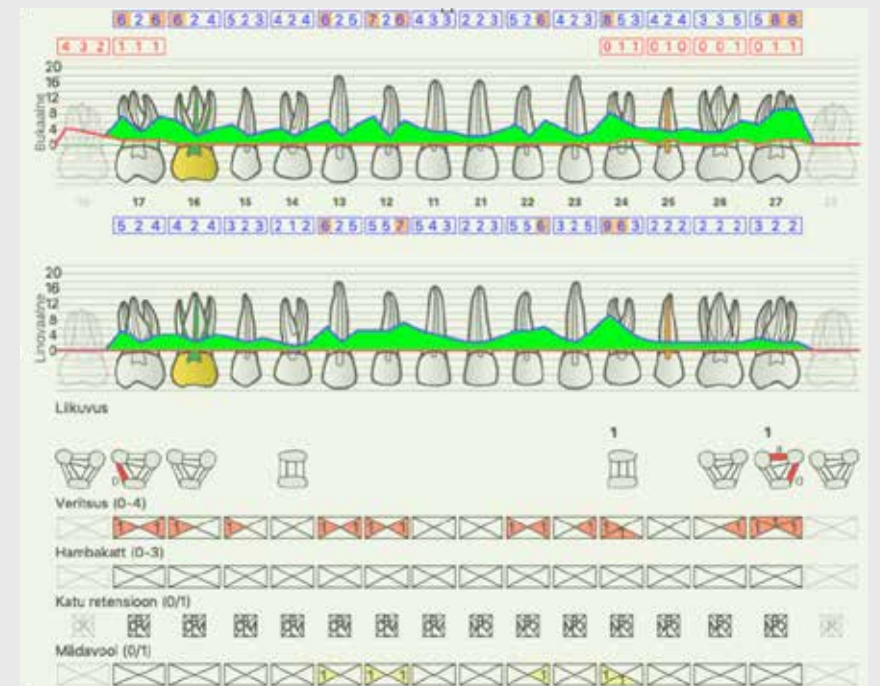 6 2 6 6 2 4 5 2 3 4 2 4 6 2 5 7 2 6 4 3 3 2 2 3 5 2 6 4 2 3 8 5 3 4 2 4 3 3 5 5 8 8
4 3 2 1 1 1 0 1 1 0 1 0 0 0 1 0 1 1
20
16
12
8
4
0
Bukaalne
17 16 15 14 13 12 11 21 22 23 24 25 26 27
5 2 4 4 2 4 3 2 3 2 1 2 6 2 5 5 5 7 5 4 3 2 2 3 5 5 6 3 2 5 9 6 3 2 2 2 2 2 2 3 2 2
20
16
12
8
4
0
Lingvaalne
Liikuvus
1 1
Veritsus (0-4)
Hambakatt (0-3)
Katu retensioon (0/1)
Mädavool (0/1)